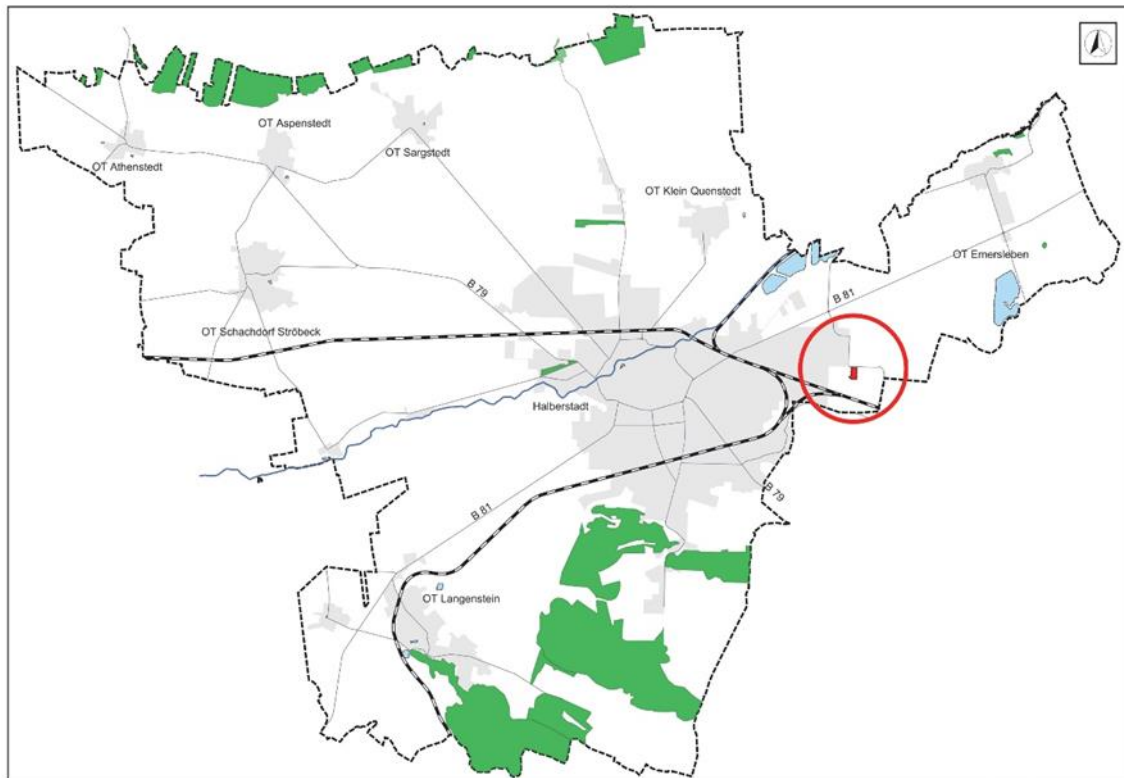 OT Aspenstedt
OT Sargstedt
OT Athenstedt
OT Klein Quenstedt
OT Emersleben
B 79
B 81
OT Schachdorf Ströbeck
Halberstadt
B 79
B 81
OT Langenstein